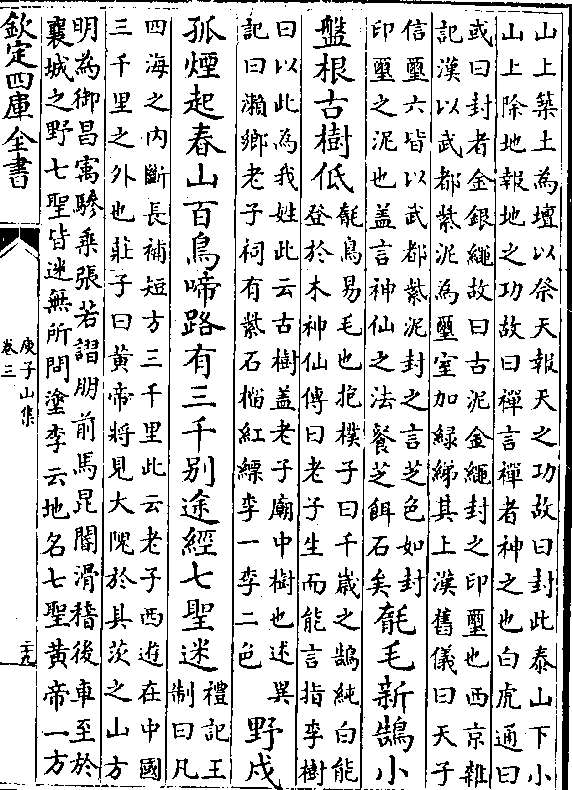 山上築土為壇以祭天報天之功故曰封此泰山下小
山上除地報地之功故曰禪言禪者神之也白虎通曰
或曰封者金銀繩故曰古泥金繩封之印璽也西京雜
記漢以武都紫泥為璽室加緑綈其上漢舊儀曰天子
信璽六皆以武都紫泥封之言芝色如封
印璽之泥也盖言神仙之法餐芝餌石矣
毻毛新鵠小
盤根古樹低
毻鳥易毛也抱樸子曰千歲之鵠純白能
登於木神仙傳曰老子生而能言指李樹
曰以此為我姓此云古樹盖老子廟中樹也述異
記曰瀨鄉老子祠有紫石榴紅縹李一李二色
野戍
孤煙起春山百鳥啼路有三千别途經七聖迷
禮記王
制曰凡
四海之内斷長補短方三千里此云老子西遊在中國
三千里之外也莊子曰黄帝將見大隗於具茨之山方
明為御昌㝢驂乗張若謵朋前馬昆閽滑稽後車至於
襄城之野七聖皆迷無所問塗李云地名七聖黄帝一方
欽定四庫全書
庚子山集
卷三
二十九